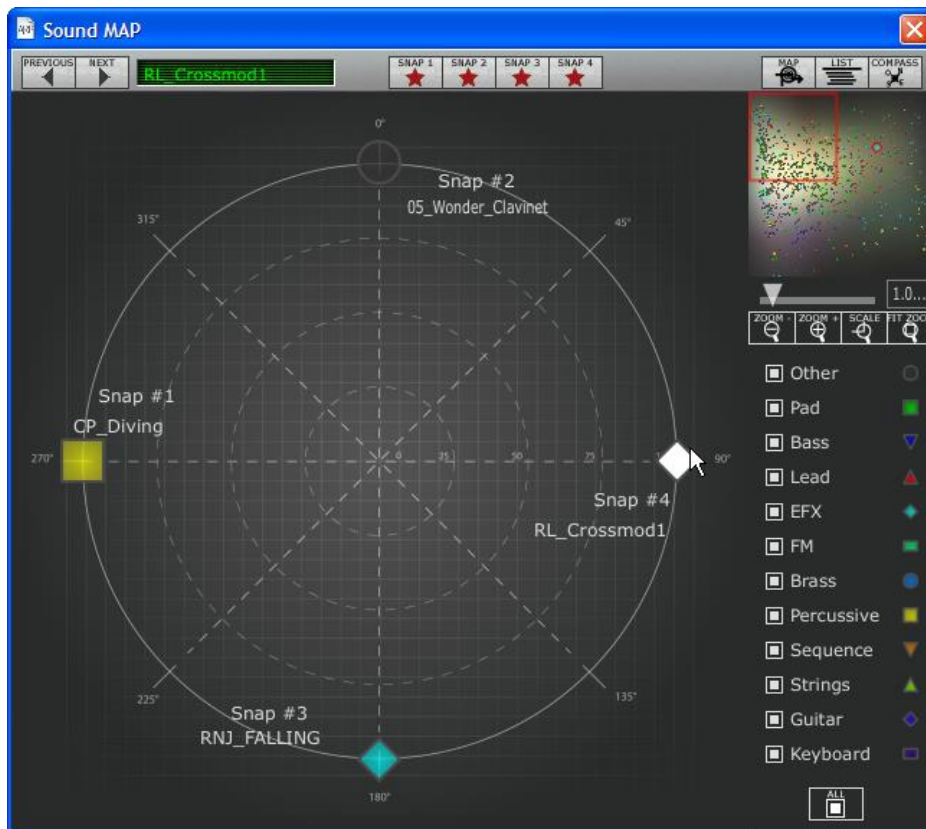 Sound MAP
PREVIOUS NEXT RL_Crossmod1 SNAP 1 SNAP 2 SNAP 3 SNAP 4 MAP LIST COMPASS
0°
Snap #2
05_Wonder_Clavinet
315° 45°
1.0...
ZOOM - ZOOM + SCALE
Other
Snap #1
Pad
CP_Diving
Bass
270° 0 25 50 75 90°
Lead
Snap #4
EFX
RL_Crossmod1
FM
Brass
Percussive
Sequence
225° 135°
Strings
Snap #3
Guitar
RNJ_FALLING
Keyboard
180°
ALL